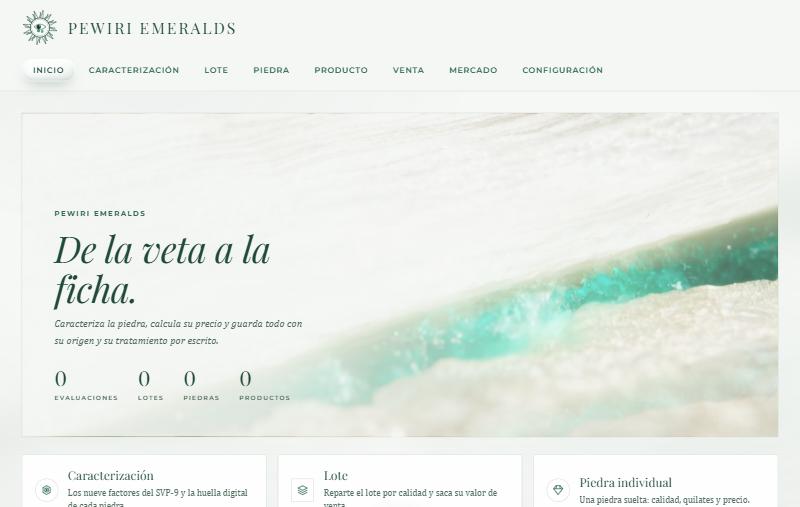 PEWIRI EMERALDS
INICIO CARACTERIZACIÓN LOTE PIEDRA PRODUCTO VENTA MERCADO CONFIGURACIÓN
PEWIRI EMERALDS
De la veta a la
ficha.
Caracteriza la piedra, calcula su precio y guarda todo con
su origen y su tratamiento por escrito.
0 0 0 0
EVALUACIONES LOTES PIEDRAS PRODUCTOS
Caracterización
Los nueve factores del SVP-9 y la huella digital
de cada piedra.
Lote
Reparte el lote por calidad y saca su valor de
venta.
Piedra individual
Una piedra suelta: calidad, quilates y precio.